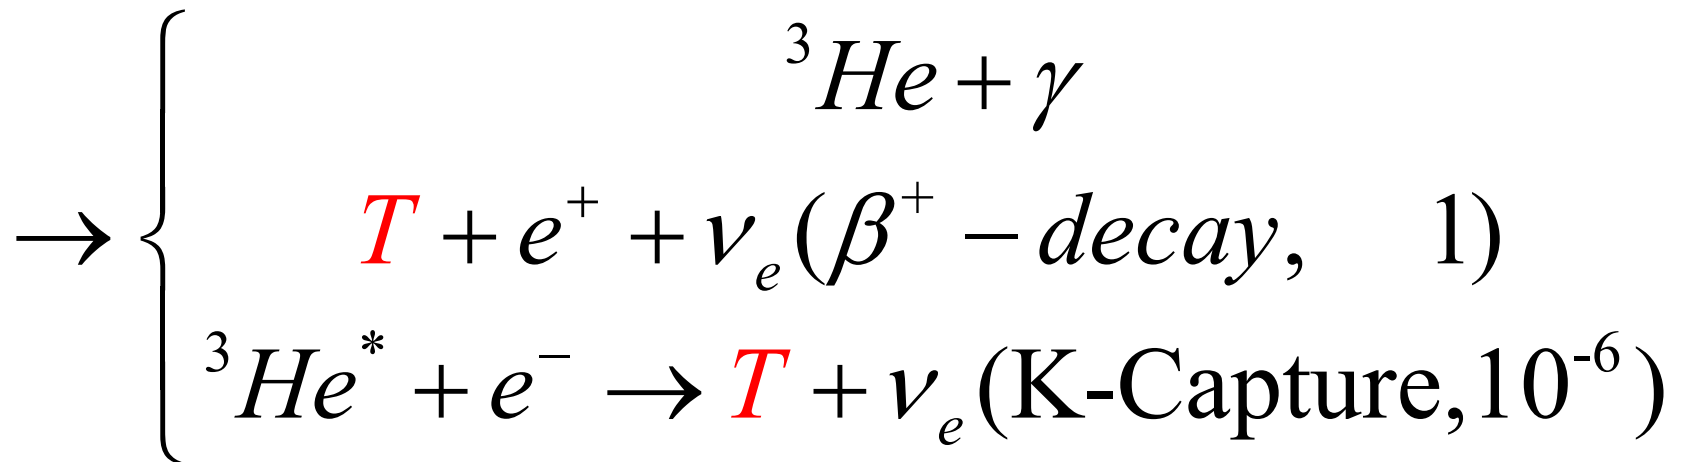 ³He + γ
→ { T + e⁺ + νₑ (β⁺ − decay, 1)
³He* + e⁻ → T + νₑ (K-Capture,10⁻⁶)